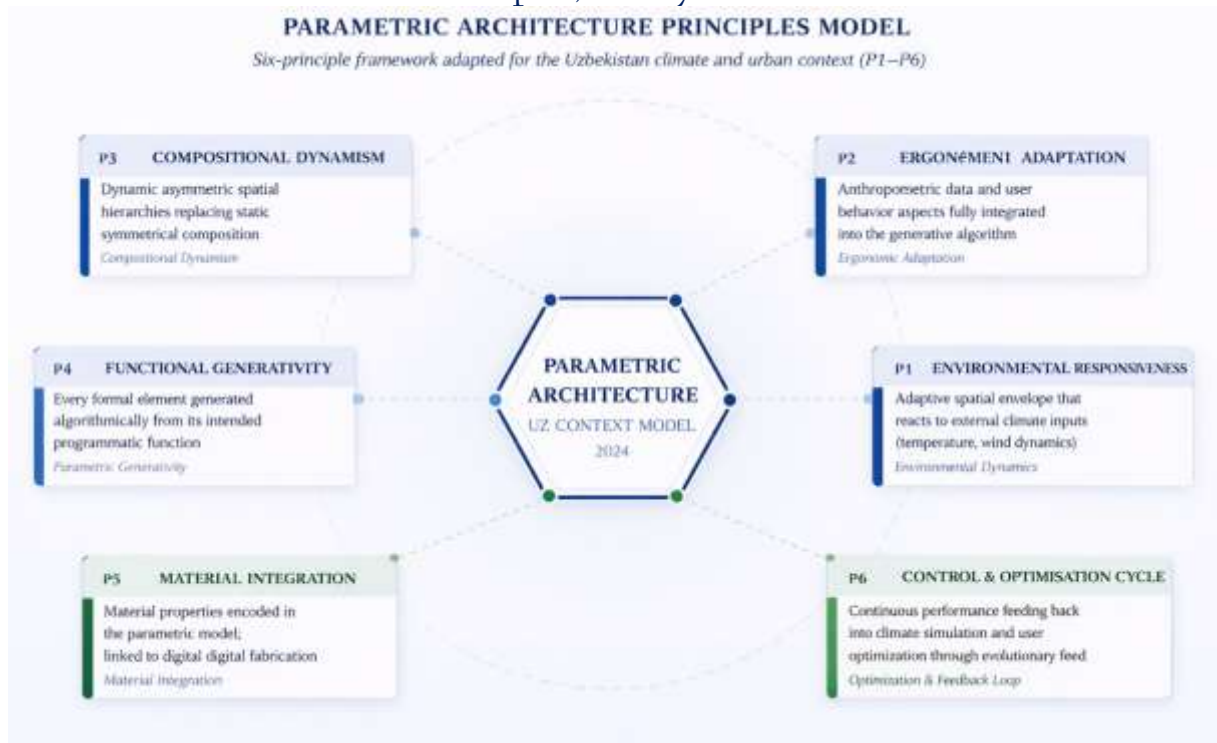 PARAMETRIC ARCHITECTURE PRINCIPLES MODEL
Six-principle framework adapted for the Uzbekistan climate and urban context (P1–P6)
P3 COMPOSITIONAL DYNAMISM
Dynamic asymmetric spatial
hierarchies replacing static
symmetrical composition
Compositional Dynamism
P2 ERGONéMENI ADAPTATION
Anthropometric data and user
behavior aspects fully integrated
into the generative algorithm
Ergonomic Adaptation
P4 FUNCTIONAL GENERATIVITY
Every formal element generated
algorithmically from its intended
programmatic function
Parametric Generativity
PARAMETRIC
ARCHITECTURE
UZ CONTEXT MODEL
2024
P1 ENVIRONMENTAL RESPONSIVENESS
Adaptive spatial envelope that
reacts to external climate inputs
(temperature, wind dynamics)
Environmental Dynamics
P5 MATERIAL INTEGRATION
Material properties encoded in
the parametric model;
linked to digital digital fabrication
Material Integration
P6 CONTROL & OPTIMISATION CYCLE
Continuous performance feeding back
into climate simulation and user
optimization through evolutionary feed
Optimization & Feedback Loop